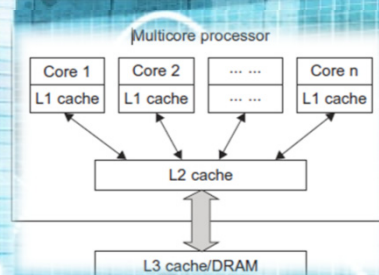 Multicore processor
Core 1
L1 cache
Core 2
L1 cache
... ...
... ...
Core n
L1 cache
L2 cache
L3 cache/DRAM